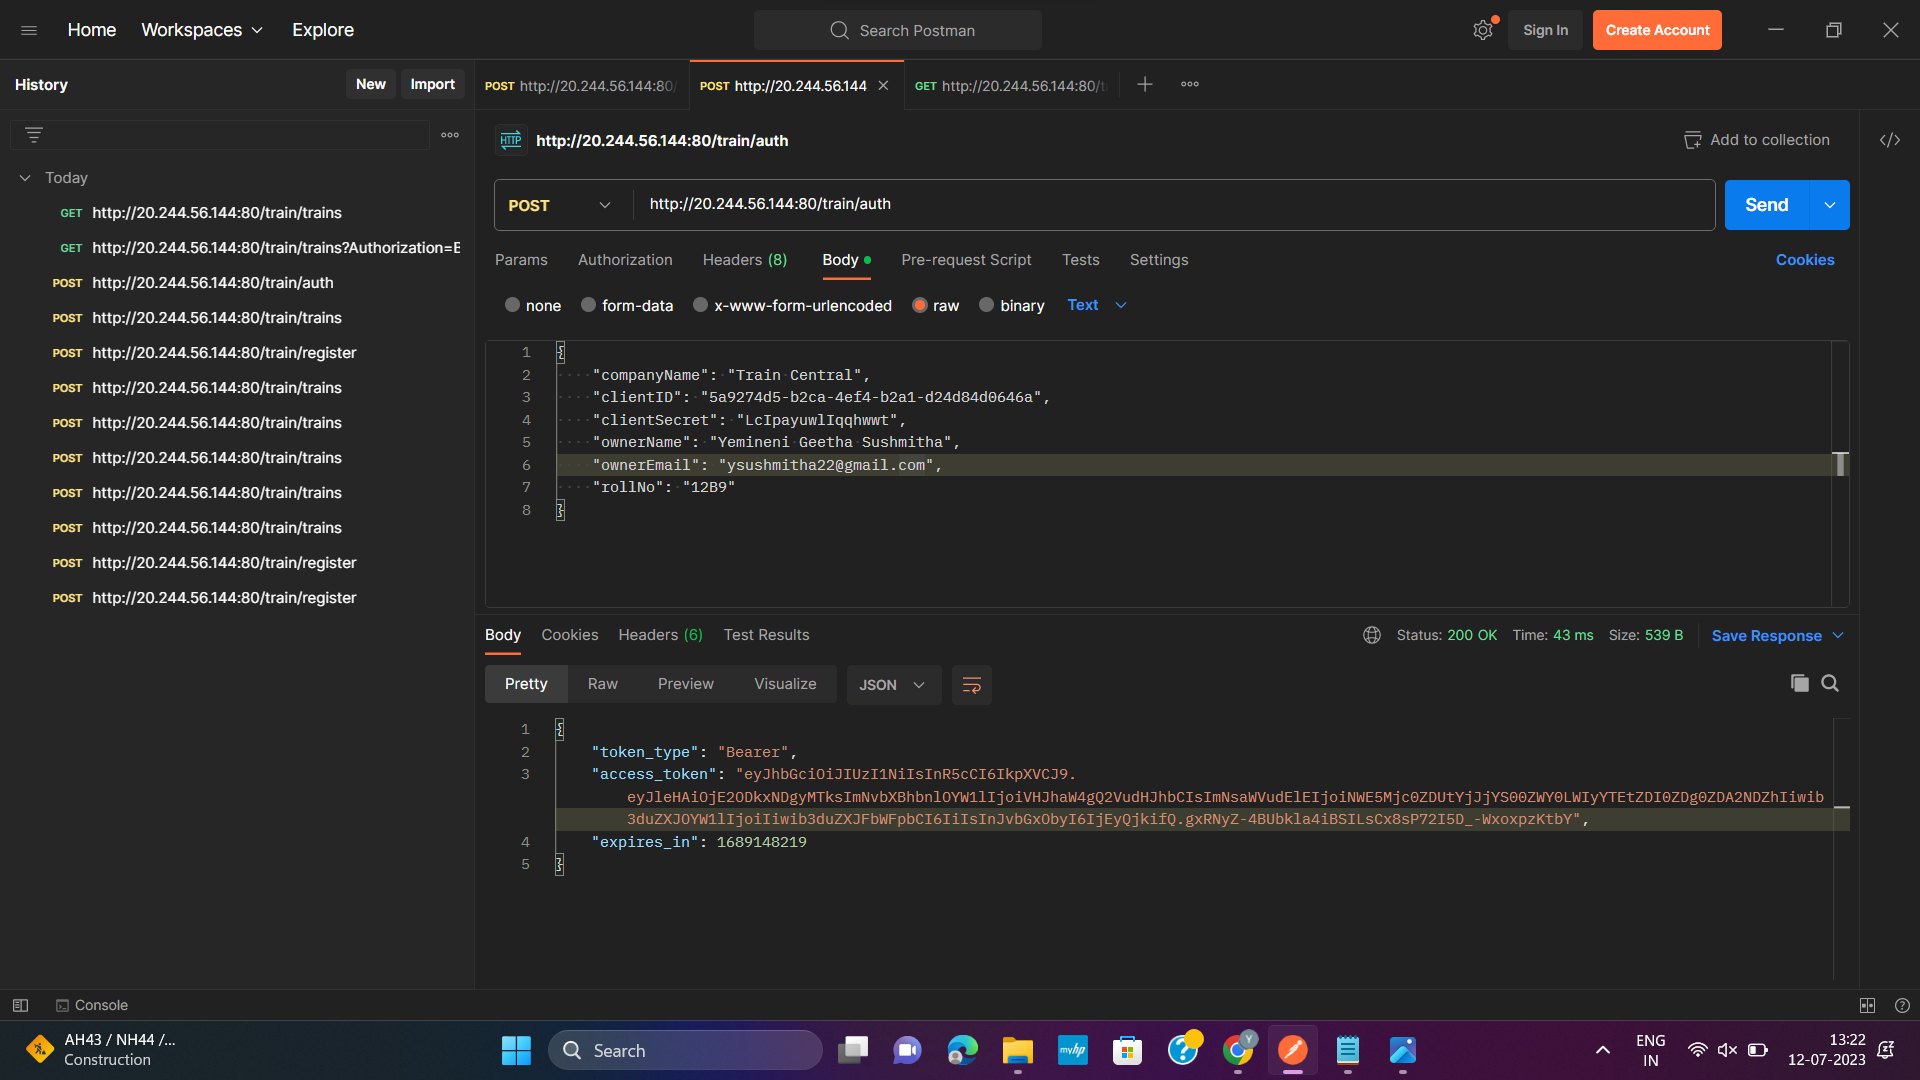 Home
Workspaces
Explore
Search Postman
Sign In
Create Account
History
New
Import
POST http://20.244.56.144:80/
POST http://20.244.56.144
GET http://20.244.56.144:80/t
Today
GET http://20.244.56.144:80/train/trains
GET http://20.244.56.144:80/train/trains?Authorization=E
POST http://20.244.56.144:80/train/auth
POST http://20.244.56.144:80/train/trains
POST http://20.244.56.144:80/train/register
POST http://20.244.56.144:80/train/trains
POST http://20.244.56.144:80/train/trains
POST http://20.244.56.144:80/train/trains
POST http://20.244.56.144:80/train/trains
POST http://20.244.56.144:80/train/trains
POST http://20.244.56.144:80/train/register
POST http://20.244.56.144:80/train/register
HTTP http://20.244.56.144:80/train/auth
Add to collection
</>
POST http://20.244.56.144:80/train/auth
Send
Params Authorization Headers (8) Body Pre-request Script Tests Settings
Cookies
none form-data x-www-form-urlencoded raw binary Text
1 {
2 "companyName": "Train Central",
3 "clientID": "5a9274d5-b2ca-4ef4-b2a1-d24d84d0646a",
4 "clientSecret": "LcIpayuwlIqqhwwt",
5 "ownerName": "Yemineni Geetha Sushmitha",
6 "ownerEmail": "ysushmitha22@gmail.com",
7 "rollNo": "12B9"
8 }
Body Cookies Headers (6) Test Results
Status: 200 OK Time: 43 ms Size: 539 B
Save Response
Pretty Raw Preview Visualize JSON
1 {
2 "token_type": "Bearer",
3 "access_token": "eyJhbGciOiJIUzI1NiIsInR5cCI6IkpXVCJ9.
eyJleHAiOjE2ODkxNDgyMTksImNvbXBhbnlOYW1lIjoiVHJhaW4gQ2VudHJhbCIsImNsaWVudElEIjoiNWE5Mjc0ZDUtYjJjYS00ZWY0LWIyYTEtZDI0ZDg0ZDA2NDZhIiwib
3duZXJOYW1lIjoiIiwib3duZXJFbWFpbCI6IiIsInJvbGxObyI6IjEyQjkifQ.gxRNyZ-4BUbkla4iBSILsCx8sP72I5D_-WxoxpzKtbY",
4 "expires_in": 1689148219
5 }
Console
AH43 / NH44 /...
Construction
Search
myhp
Y
ENG
IN
13:22
12-07-2023